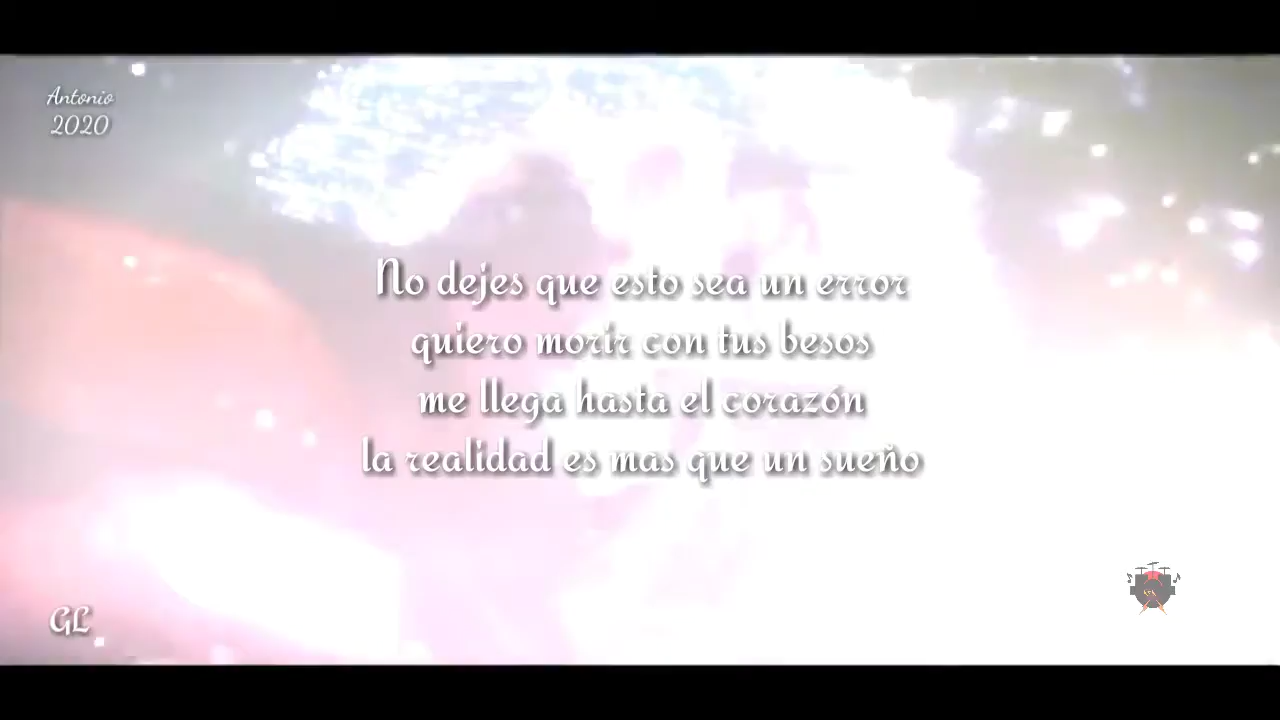 Antonio
2020
No dejes que esto sea un error
quiero morir con tus besos
me llega hasta el corazón
la realidad es mas que un sueño
GL